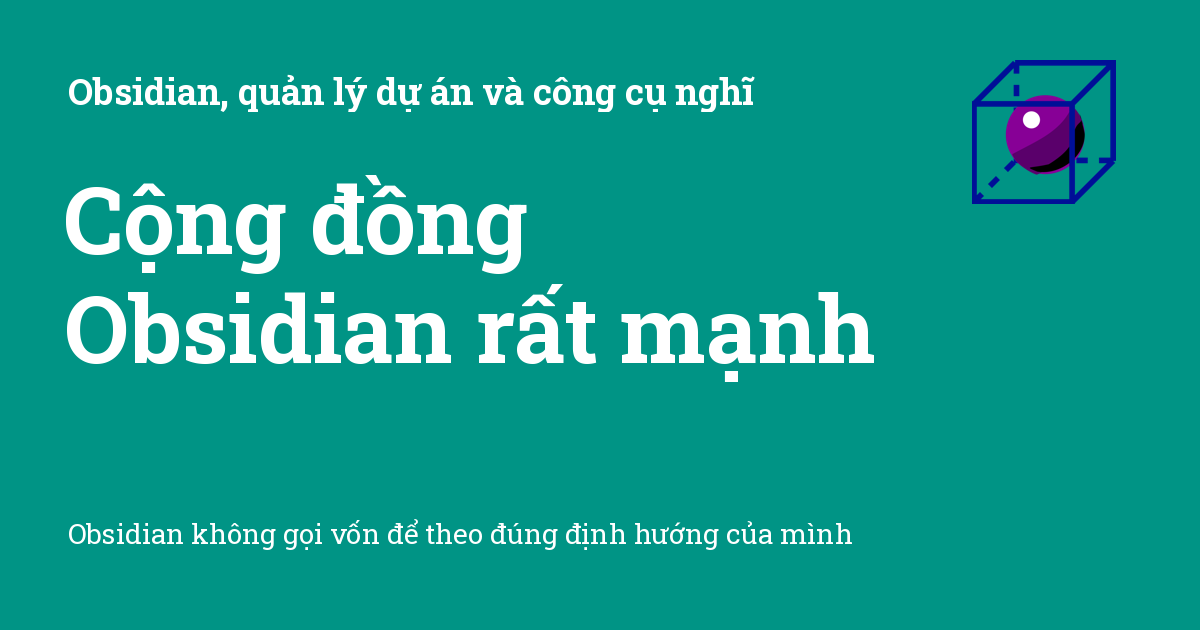 Obsidian, quản lý dự án và công cụ nghĩ
Cộng đồng
Obsidian rất mạnh
Obsidian không gọi vốn để theo đúng định hướng của mình